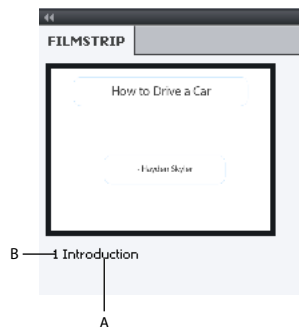 FILMSTRIP
How to Drive a Car
- Hayden Skyler
B
1 Introduction
A